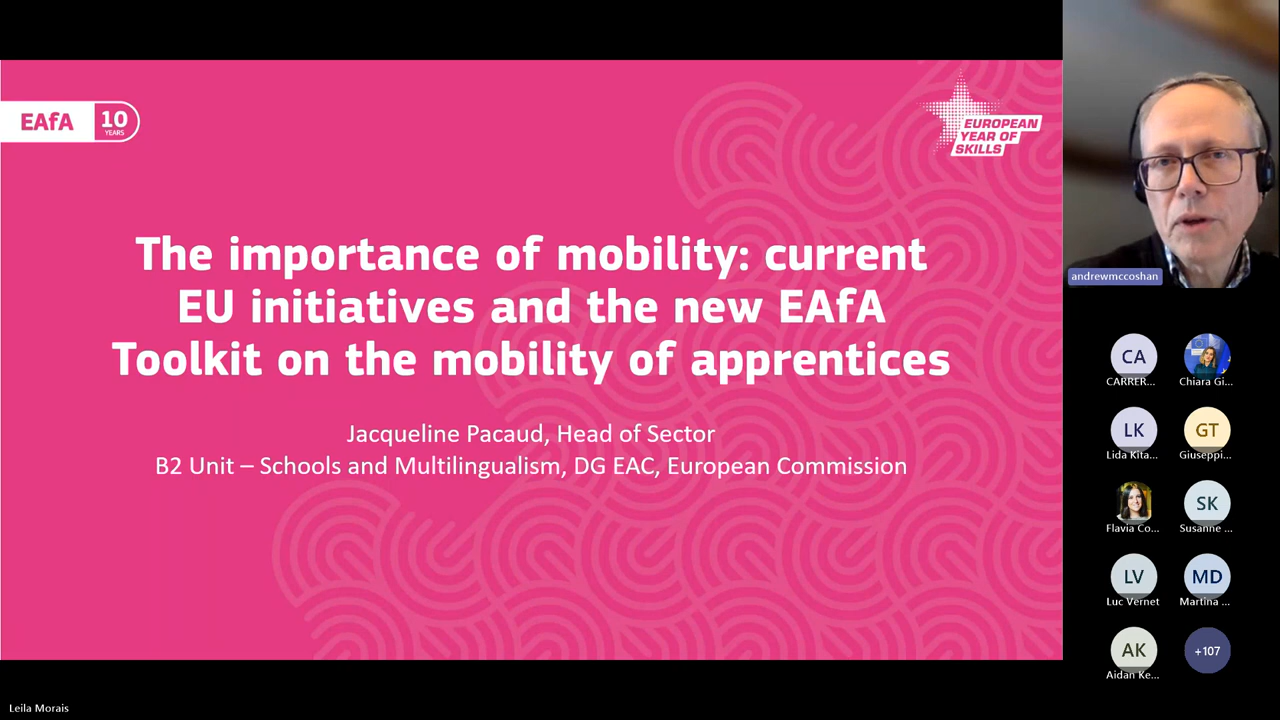 EAfA
10
YEARS
EUROPEAN
YEAR OF
SKILLS
The importance of mobility: current
EU initiatives and the new EAfA
Toolkit on the mobility of apprentices
Jacqueline Pacaud, Head of Sector
B2 Unit – Schools and Multilingualism, DG EAC, European Commission
andrewmccoshan
CA
CARRER...
Chiara Gi...
LK
Lida Kita...
GT
Giuseppi...
Flavia Co...
SK
Susanne ...
LV
Luc Vernet
MD
Martina ...
AK
Aidan Ke...
+107
Leila Morais